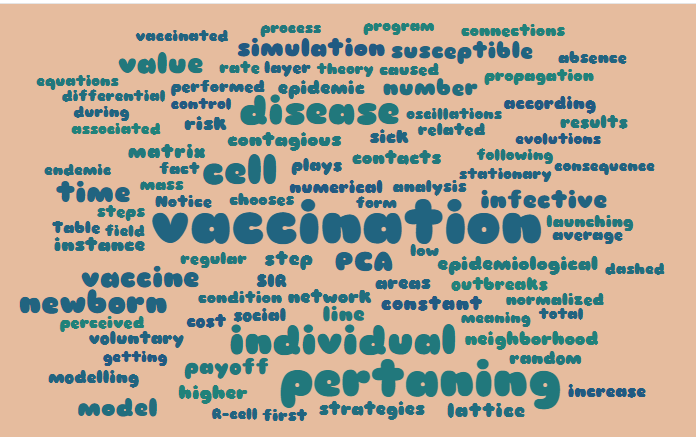 process program connections
vaccinated simulation susceptible absence
value rate layer theory caused propagation
equations performed epidemic number
differential control disease oscillations according
during risk sick related results
associated contagious evolutions
matrix fact cell plays contacts following consequence
endemic mass numerical analysis stationary
time Notice chooses form infective
steps vaccination launching
Table field average
instance low
regular step PCA epidemiological dashed
vaccine SIR areas outbreaks
newborn condition network constant normalized
perceived cost social line meaning total
voluntary individual neighborhood
getting random
modelling payoff pertaning
higher increase
model R-cell first strategies lattice